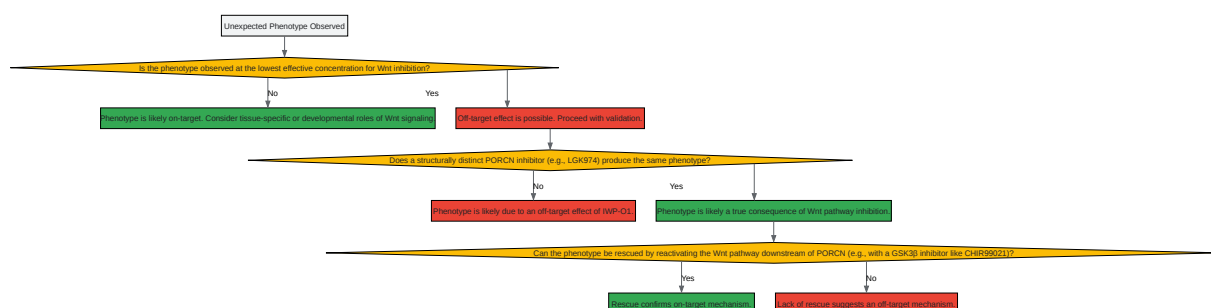 Unexpected Phenotype Observed
Is the phenotype observed at the lowest effective concentration for Wnt inhibition?
No
Yes
Phenotype is likely on-target. Consider tissue-specific or developmental roles of Wnt signaling.
Off-target effect is possible. Proceed with validation.
Does a structurally distinct PORCN inhibitor (e.g., LGK974) produce the same phenotype?
No
Yes
Phenotype is likely due to an off-target effect of IWP-O1.
Phenotype is likely a true consequence of Wnt pathway inhibition.
Can the phenotype be rescued by reactivating the Wnt pathway downstream of PORCN (e.g., with a GSK3β inhibitor like CHIR99021)?
Yes
No
Rescue confirms on-target mechanism.
Lack of rescue suggests an off-target mechanism.